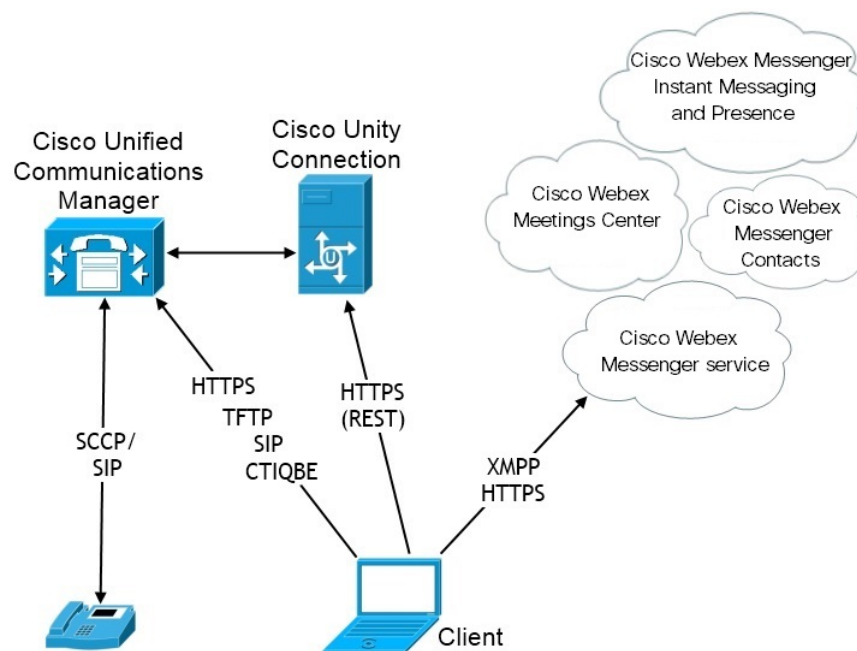 Cisco Webex Messenger
Instant Messaging
and Presence
Cisco Unified
Communications
Manager
Cisco Unity
Connection
Cisco Webex
Meetings Center
Cisco Webex
Messenger
Contacts
U
Cisco Webex
Messenger service
HTTPS
TFTP
SIP
CTIQBE
HTTPS
(REST)
SCCP/
SIP
XMPP
HTTPS
Client